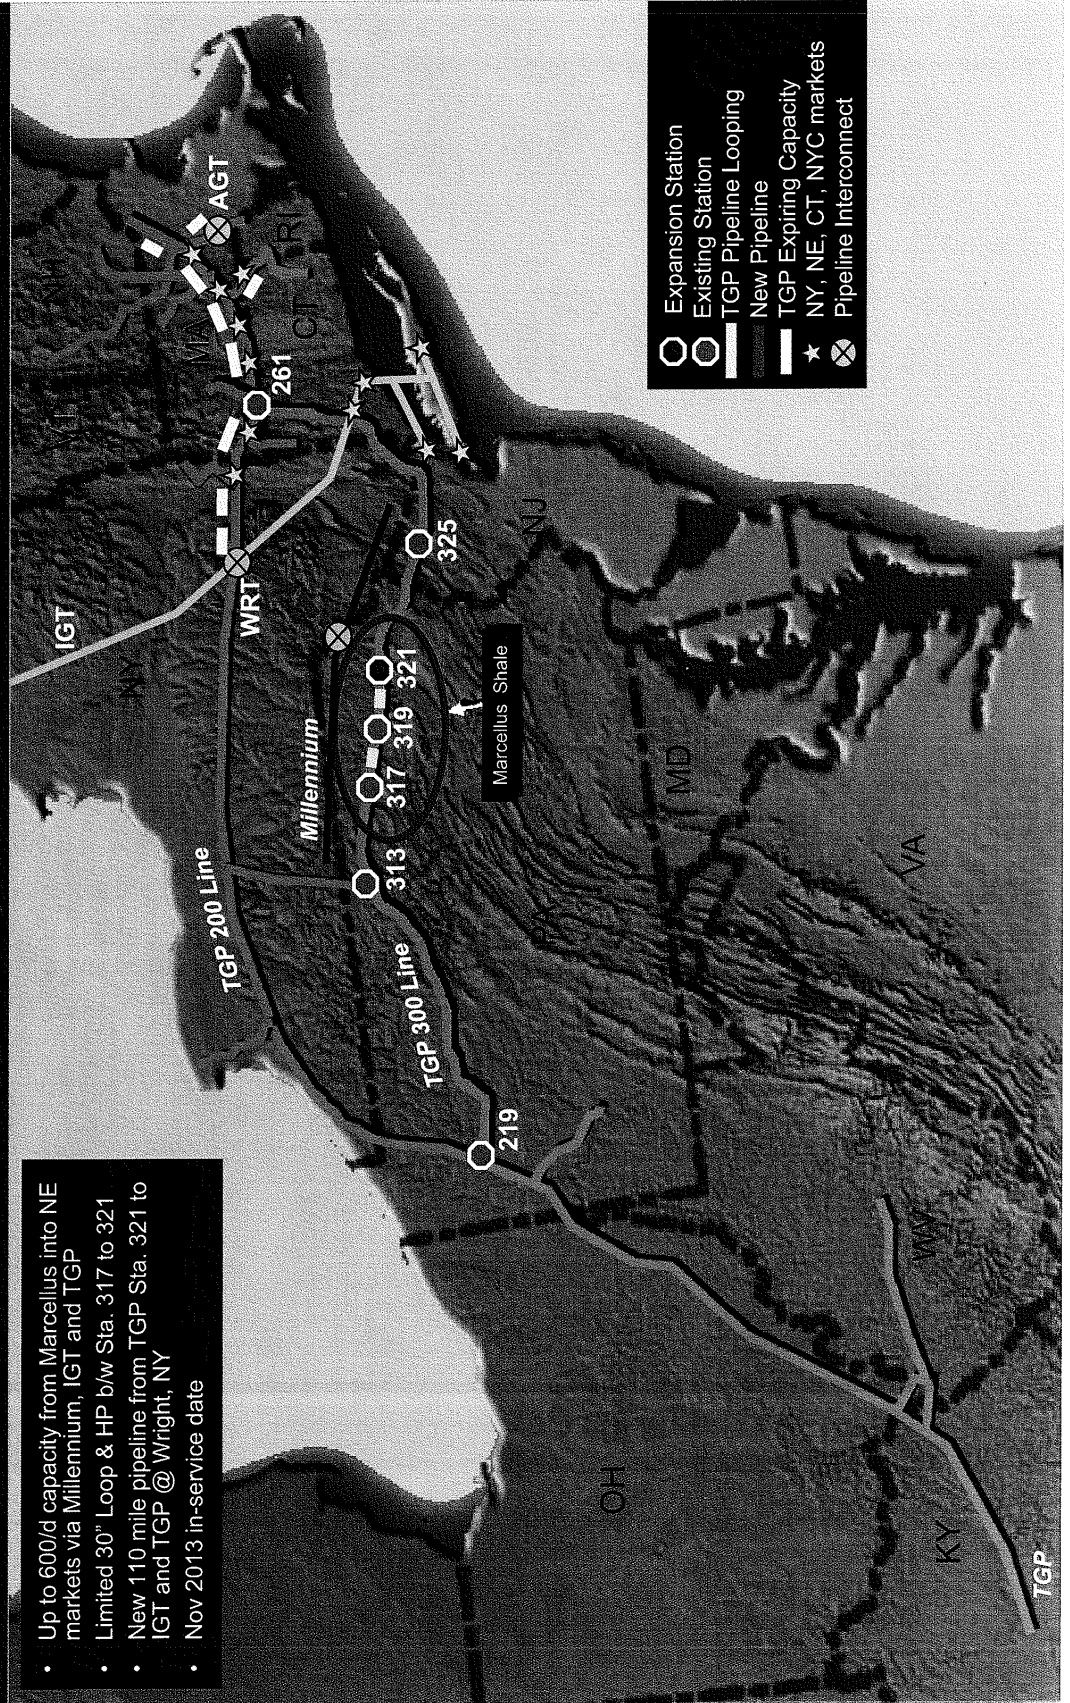 • Up to 600/d capacity from Marcellus into NE
markets via Millennium, IGT and TGP
• Limited 30" Loop & HP b/w Sta. 317 to 321
• New 110 mile pipeline from TGP Sta. 321 to
IGT and TGP @ Wright, NY
• Nov 2013 in-service date
IGT
WRT
261
AGT
NH
MA
CT
RI
TGP 200 Line
Millennium
313
317
319
321
325
Marcellus Shale
NJ
TGP 300 Line
219
PA
MD
VA
WV
OH
KY
TGP
Expansion Station
Existing Station
TGP Pipeline Looping
New Pipeline
TGP Expiring Capacity
NY, NE, CT, NYC markets
Pipeline Interconnect